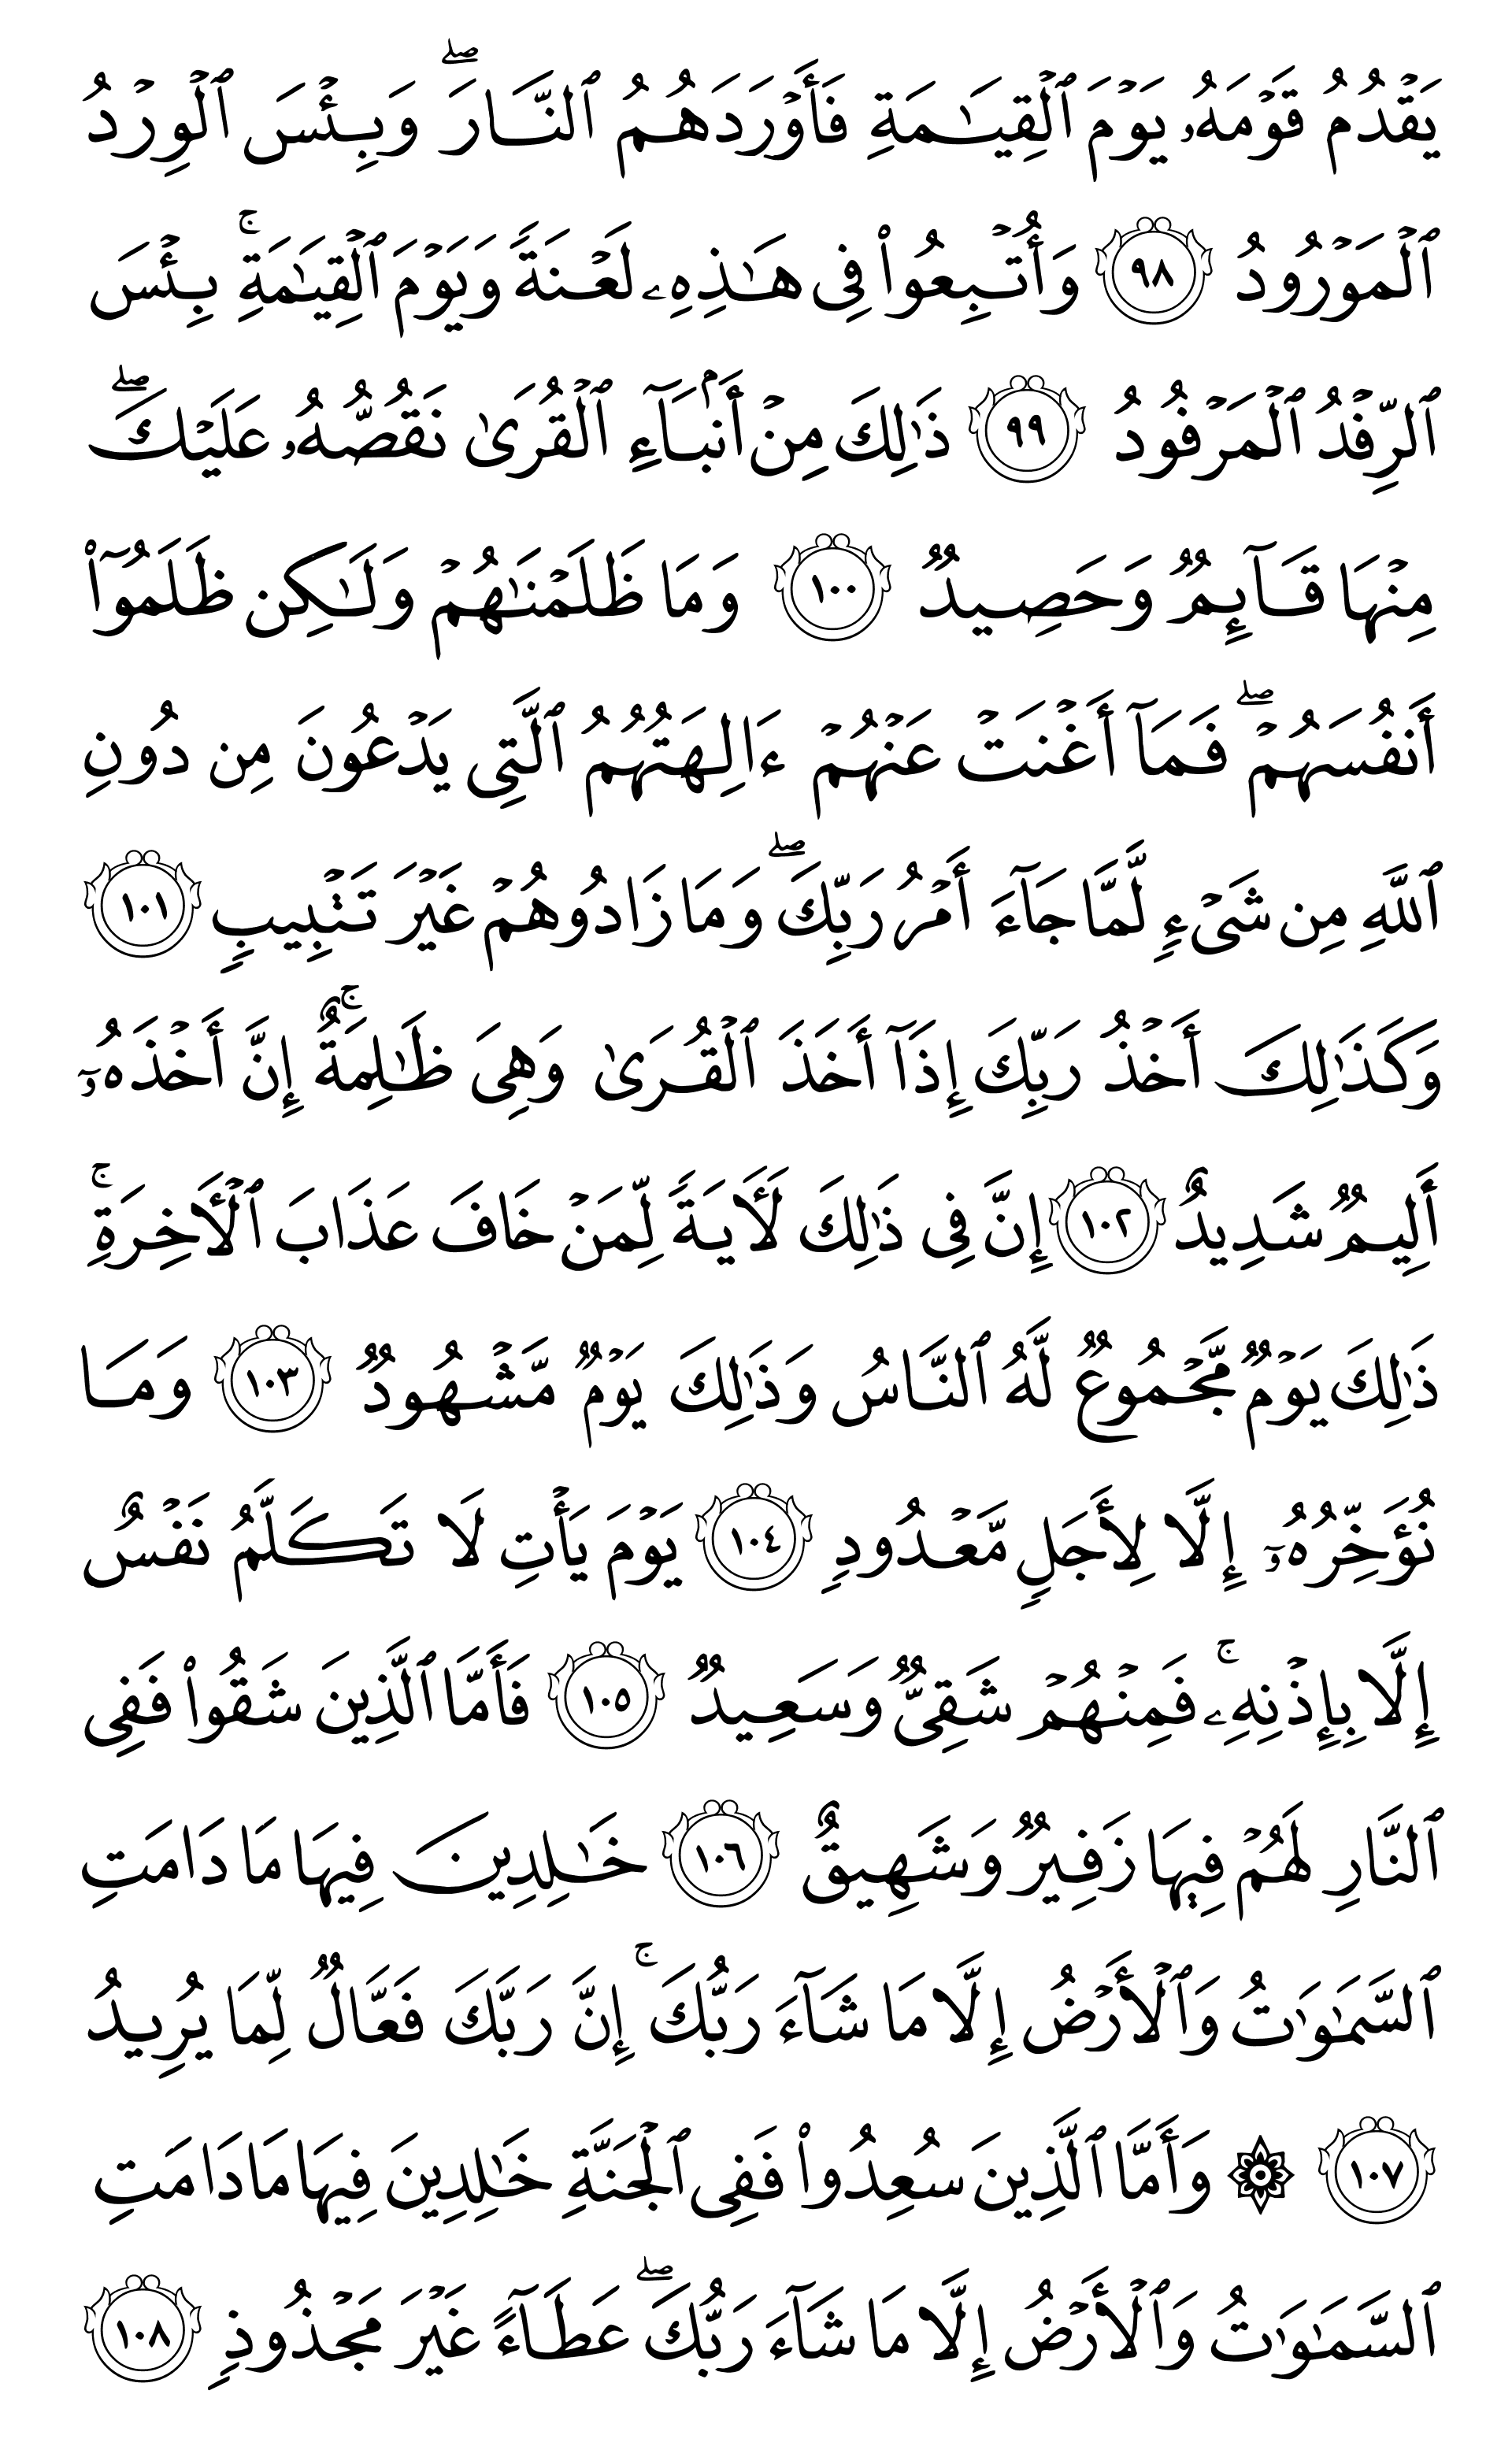 يَقۡدُمُ قَوۡمَهُۥ يَوۡمَ ٱلۡقِيَٰمَةِ فَأَوۡرَدَهُمُ ٱلنَّارَۖ وَبِئۡسَ ٱلۡوِرۡدُ
ٱلۡمَوۡرُودُ ٩٨ وَأُتۡبِعُواْ فِي هَٰذِهِۦ لَعۡنَةٗ وَيَوۡمَ ٱلۡقِيَٰمَةِۚ بِئۡسَ
ٱلرِّفۡدُ ٱلۡمَرۡفُودُ ٩٩ ذَٰلِكَ مِنۡ أَنۢبَآءِ ٱلۡقُرَىٰ نَقُصُّهُۥ عَلَيۡكَۖ
مِنۡهَا قَآئِمٞ وَحَصِيدٞ ١٠٠ وَمَا ظَلَمۡنَٰهُمۡ وَلَٰكِن ظَلَمُوٓاْ
أَنفُسَهُمۡۖ فَمَآ أَغۡنَتۡ عَنۡهُمۡ ءَالِهَتُهُمُ ٱلَّتِي يَدۡعُونَ مِن دُونِ
ٱللَّهِ مِن شَيۡءٖ لَّمَّا جَآءَ أَمۡرُ رَبِّكَۖ وَمَا زَادُوهُمۡ غَيۡرَ تَتۡبِيبٖ ١٠١
وَكَذَٰلِكَ أَخۡذُ رَبِّكَ إِذَآ أَخَذَ ٱلۡقُرَىٰ وَهِيَ ظَٰلِمَةٌۚ إِنَّ أَخۡذَهُۥٓ
أَلِيمٞ شَدِيدٌ ١٠٢ إِنَّ فِي ذَٰلِكَ لَأٓيَةٗ لِّمَنۡ خَافَ عَذَابَ ٱلۡأٓخِرَةِۚ
ذَٰلِكَ يَوۡمٞ مَّجۡمُوعٞ لَّهُ ٱلنَّاسُ وَذَٰلِكَ يَوۡمٞ مَّشۡهُودٞ ١٠٣ وَمَا
نُؤَخِّرُهُۥٓ إِلَّا لِأَجَلٖ مَّعۡدُودٖ ١٠٤ يَوۡمَ يَأۡتِ لَا تَكَلَّمُ نَفۡسٌ
إِلَّا بِإِذۡنِهِۦۚ فَمِنۡهُمۡ شَقِيّٞ وَسَعِيدٞ ١٠٥ فَأَمَّا ٱلَّذِينَ شَقُواْ فَفِي
ٱلنَّارِ لَهُمۡ فِيهَا زَفِيرٞ وَشَهِيقٌ ١٠٦ خَٰلِدِينَ فِيهَا مَا دَامَتِ
ٱلسَّمَٰوَٰتُ وَٱلۡأَرۡضُ إِلَّا مَا شَآءَ رَبُّكَۚ إِنَّ رَبَّكَ فَعَّالٞ لِّمَا يُرِيدُ
١٠٧ ۞ وَأَمَّا ٱلَّذِينَ سُعِدُواْ فَفِي ٱلۡجَنَّةِ خَٰلِدِينَ فِيهَا مَا دَامَتِ
ٱلسَّمَٰوَٰتُ وَٱلۡأَرۡضُ إِلَّا مَا شَآءَ رَبُّكَۖ عَطَآءً غَيۡرَ مَجۡذُوذٖ ١٠٨